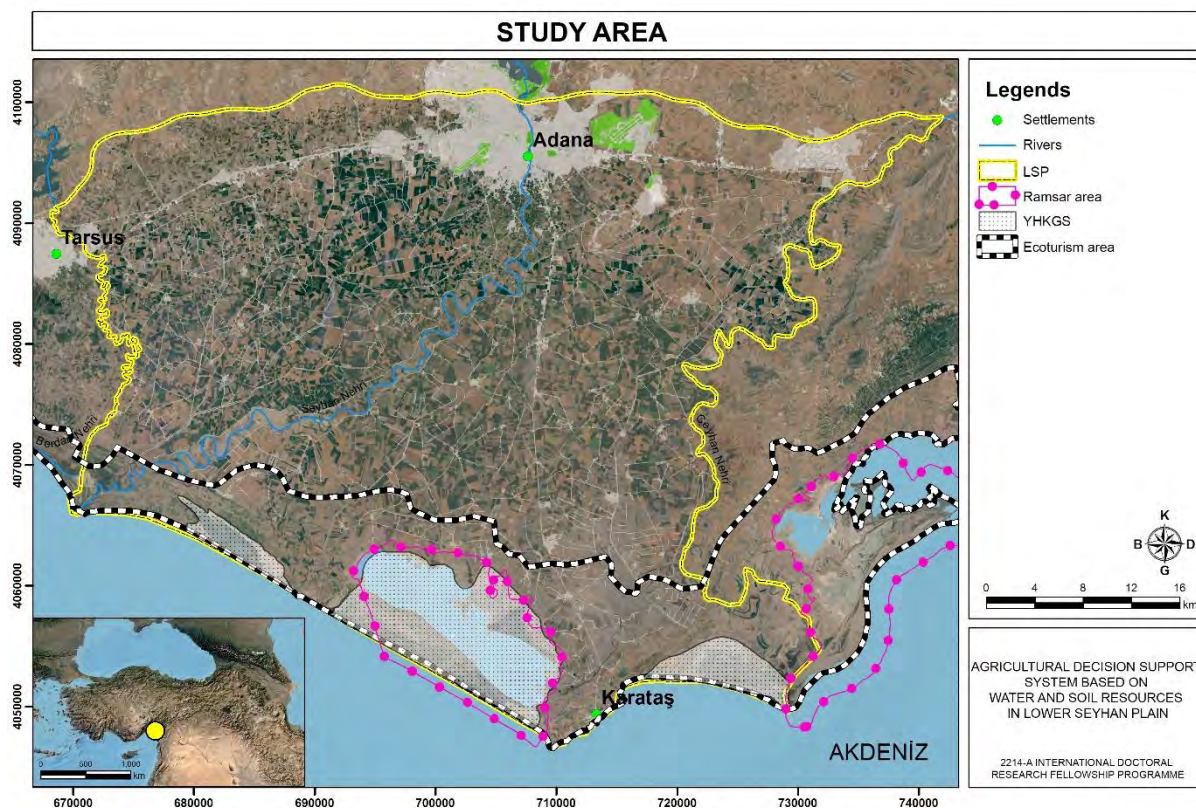 STUDY AREA
4100000
4090000
4080000
4070000
4060000
4050000
Adana
Tarsus
Seyhan Nehri
Berdan Nehri
Ceyhan Nehri
Karataş
AKDENİZ
0 500 1,000
km
670000 680000 690000 700000 710000 720000 730000 740000
Legends
Settlements
Rivers
LSP
Ramsar area
YHKGS
Ecoturism area
K
B D
G
0 4 8 12 16
km
AGRICULTURAL DECISION SUPPORT
SYSTEM BASED ON
WATER AND SOIL RESOURCES
IN LOWER SEYHAN PLAIN
2214-A INTERNATIONAL DOCTORAL
RESEARCH FELLOWSHIP PROGRAMME